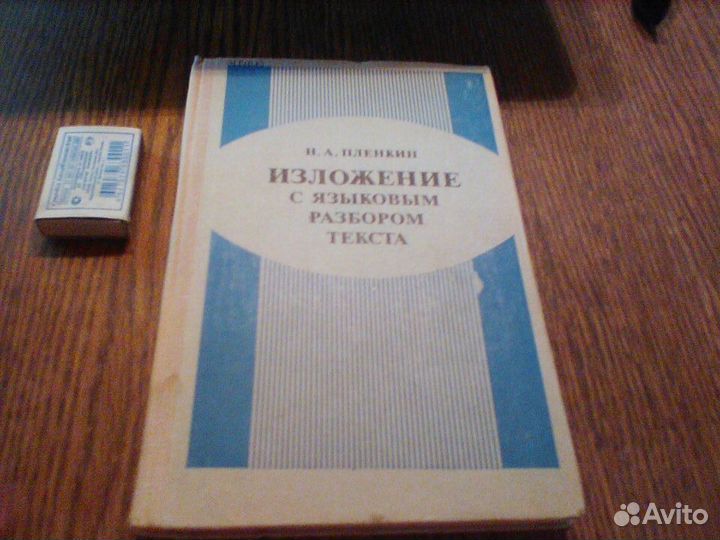 Н. А. ПЛЕНКИН
ИЗЛОЖЕНИЕ
С ЯЗЫКОВЫМ
РАЗБОРОМ
ТЕКСТА
Avito